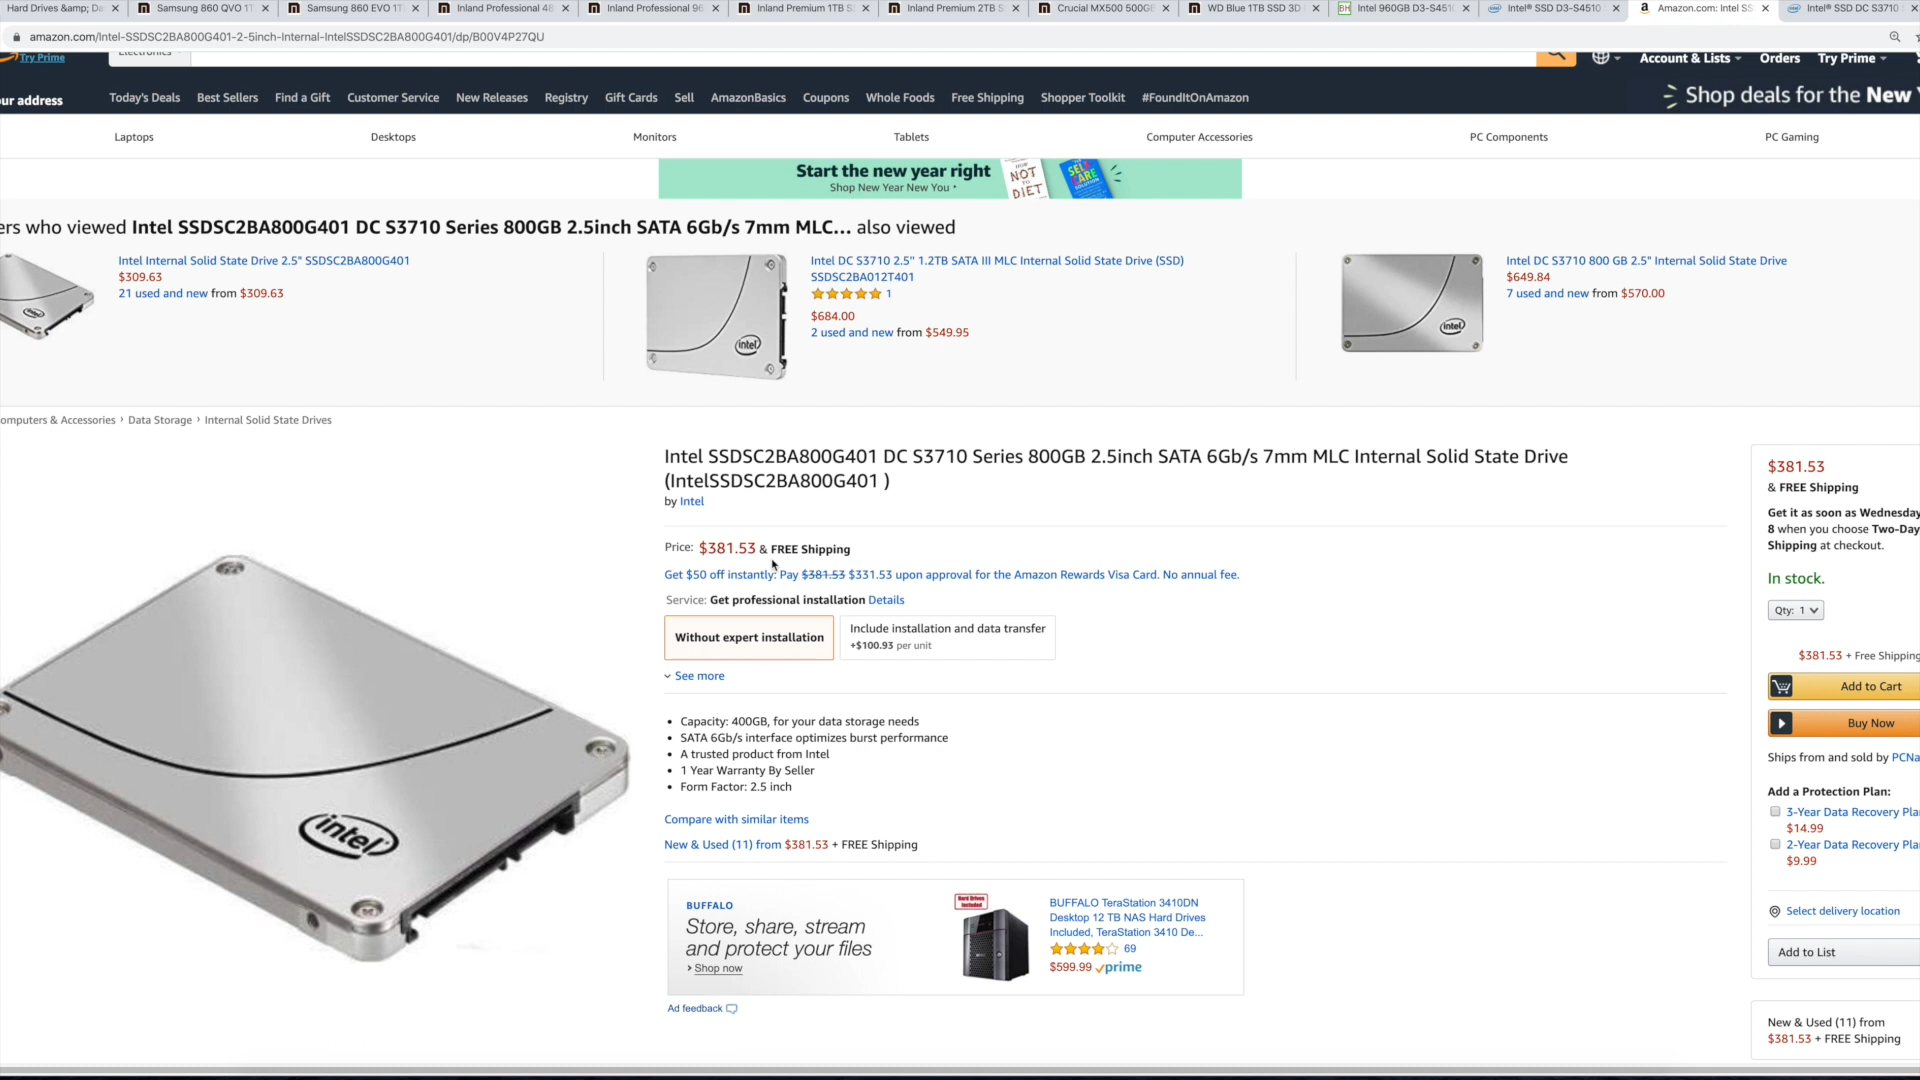 Hard Drives &amp; Da
Samsung 860 QVO 1T
Samsung 860 EVO 1T
Inland Professional 48
Inland Professional 96
Inland Premium 1TB S
Inland Premium 2TB S
Crucial MX500 500GB
WD Blue 1TB SSD 3D
Intel 960GB D3-S4510
Intel® SSD D3-S4510
Amazon.com: Intel SS
Intel® SSD DC S3710
amazon.com/Intel-SSDSC2BA800G401-2-5inch-Internal-IntelSSDSC2BA800G401/dp/B00V4P27QU
Try Prime
Electronics
Account & Lists
Orders
Try Prime
ur address
Today's Deals
Best Sellers
Find a Gift
Customer Service
New Releases
Registry
Gift Cards
Sell
AmazonBasics
Coupons
Whole Foods
Free Shipping
Shopper Toolkit
#FoundItOnAmazon
Shop deals for the New
Laptops
Desktops
Monitors
Tablets
Computer Accessories
PC Components
PC Gaming
Start the new year right
Shop New Year New You
HOW
NOT
TO
DIET
SELF
CARE
SOLUTION
ers who viewed Intel SSDSC2BA800G401 DC S3710 Series 800GB 2.5inch SATA 6Gb/s 7mm MLC... also viewed
Intel Internal Solid State Drive 2.5" SSDSC2BA800G401
$309.63
21 used and new from $309.63
intel
Intel DC S3710 2.5" 1.2TB SATA III MLC Internal Solid State Drive (SSD)
SSDSC2BA012T401
1
$684.00
2 used and new from $549.95
intel
Intel DC S3710 800 GB 2.5" Internal Solid State Drive
$649.84
7 used and new from $570.00
intel
omputers & Accessories › Data Storage › Internal Solid State Drives
Intel SSDSC2BA800G401 DC S3710 Series 800GB 2.5inch SATA 6Gb/s 7mm MLC Internal Solid State Drive
(IntelSSDSC2BA800G401 )
by Intel
Price: $381.53 & FREE Shipping
Get $50 off instantly: Pay $381.53 $331.53 upon approval for the Amazon Rewards Visa Card. No annual fee.
Service: Get professional installation Details
Without expert installation
Include installation and data transfer
+$100.93 per unit
See more
• Capacity: 400GB, for your data storage needs
• SATA 6Gb/s interface optimizes burst performance
• A trusted product from Intel
• 1 Year Warranty By Seller
• Form Factor: 2.5 inch
Compare with similar items
New & Used (11) from $381.53 + FREE Shipping
intel
BUFFALO
Store, share, stream
and protect your files
› Shop now
Hard Drives
Included
BUFFALO TeraStation 3410DN
Desktop 12 TB NAS Hard Drives
Included, TeraStation 3410 De...
69
$599.99 prime
Ad feedback
$381.53
& FREE Shipping
Get it as soon as Wednesday
8 when you choose Two-Day
Shipping at checkout.
In stock.
Qty: 1
$381.53 + Free Shipping
Add to Cart
Buy Now
Ships from and sold by PCNa
Add a Protection Plan:
3-Year Data Recovery Pla
$14.99
2-Year Data Recovery Pla
$9.99
Select delivery location
Add to List
New & Used (11) from
$381.53 + FREE Shipping